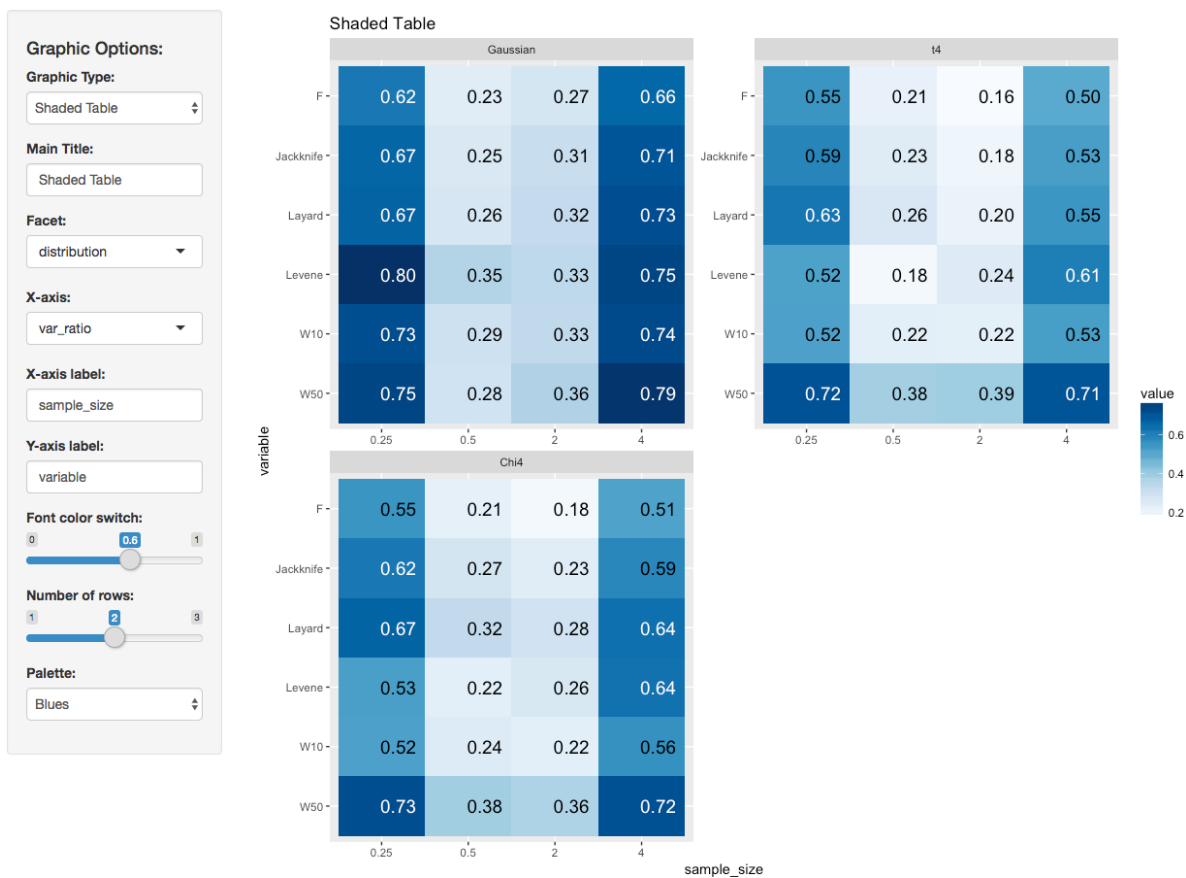 Graphic Options:
Graphic Type:
Shaded Table
Main Title:
Shaded Table
Facet:
distribution
X-axis:
var_ratio
X-axis label:
sample_size
Y-axis label:
variable
Font color switch:
0 0.6 1
Number of rows:
1 2 3
Palette:
Blues
Shaded Table
Gaussian
F 0.62 0.23 0.27 0.66
Jackknife 0.67 0.25 0.31 0.71
Layard 0.67 0.26 0.32 0.73
Levene 0.80 0.35 0.33 0.75
W10 0.73 0.29 0.33 0.74
W50 0.75 0.28 0.36 0.79
0.25 0.5 2 4
t4
F 0.55 0.21 0.16 0.50
Jackknife 0.59 0.23 0.18 0.53
Layard 0.63 0.26 0.20 0.55
Levene 0.52 0.18 0.24 0.61
W10 0.52 0.22 0.22 0.53
W50 0.72 0.38 0.39 0.71
0.25 0.5 2 4
Chi4
F 0.55 0.21 0.18 0.51
Jackknife 0.62 0.27 0.23 0.59
Layard 0.67 0.32 0.28 0.64
Levene 0.53 0.22 0.26 0.64
W10 0.52 0.24 0.22 0.56
W50 0.73 0.38 0.36 0.72
0.25 0.5 2 4
variable
sample_size
value
0.6
0.4
0.2